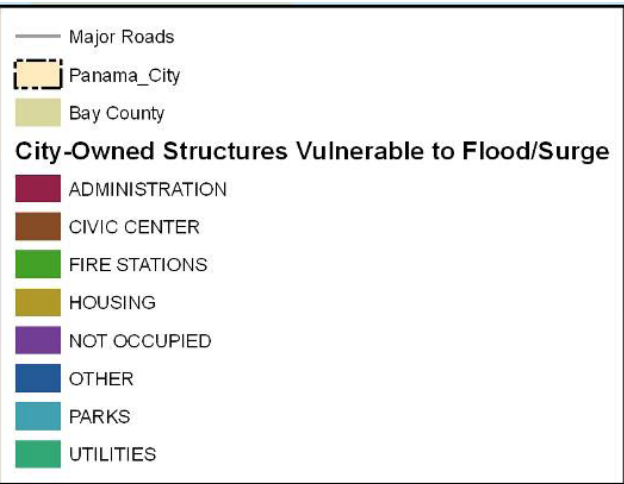 Major Roads
Panama_City
Bay County
City-Owned Structures Vulnerable to Flood/Surge
ADMINISTRATION
CIVIC CENTER
FIRE STATIONS
HOUSING
NOT OCCUPIED
OTHER
PARKS
UTILITIES